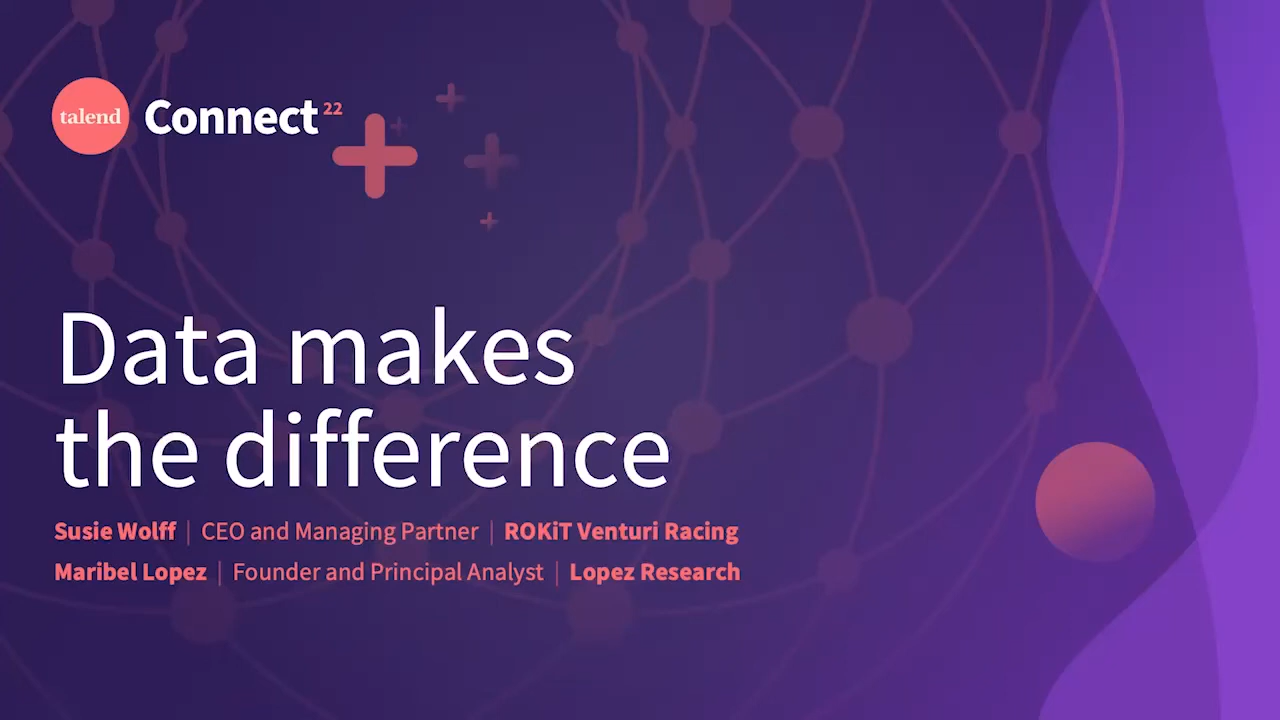 talend Connect 22
Data makes
the difference
Susie Wolff | CEO and Managing Partner | ROKiT Venturi Racing
Maribel Lopez | Founder and Principal Analyst | Lopez Research